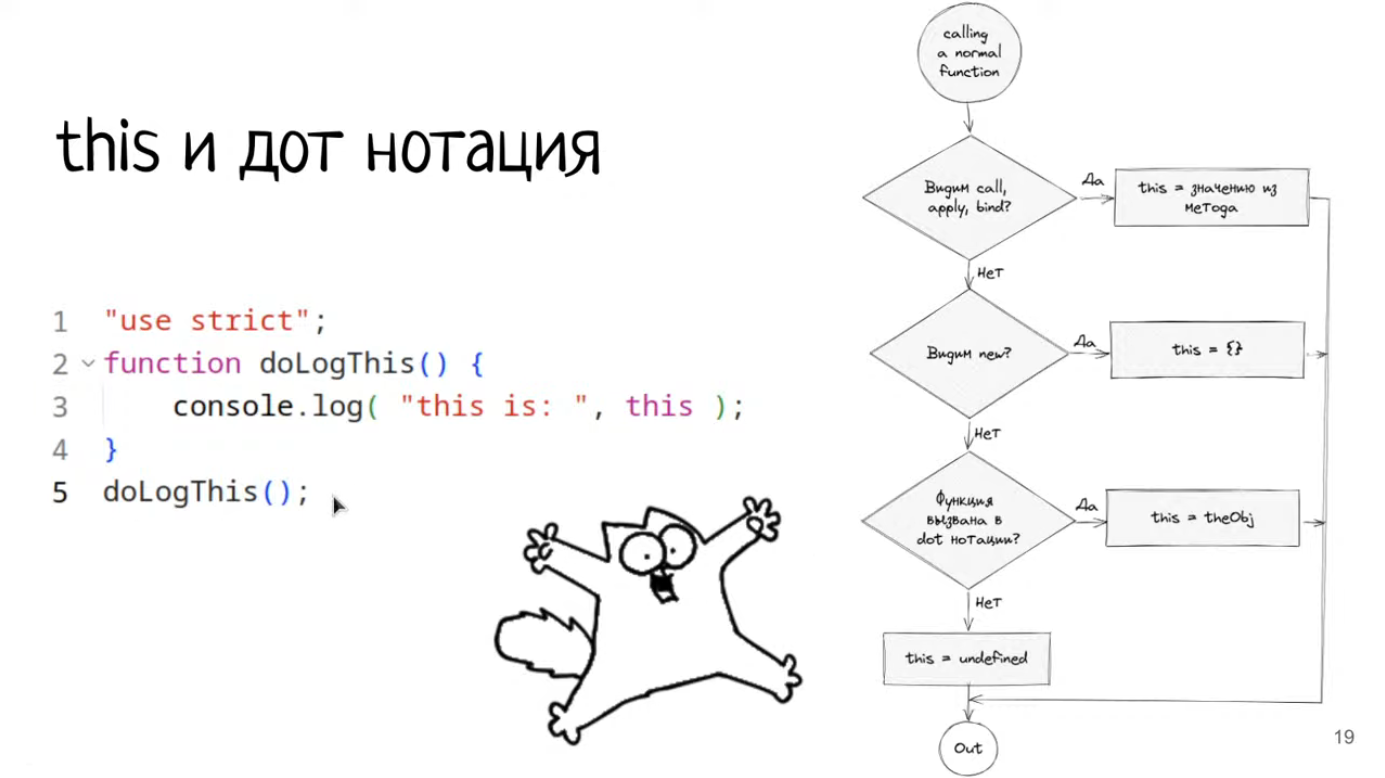 this и дот нотация
1 "use strict";
2 function doLogThis() {
3 console.log( "this is: ", this );
4 }
5 doLogThis();
calling
a normal
function
Видим call,
apply, bind?
Да
this = значению из
метода
Нет
Видим new?
Да
this = {}
Нет
Функция
вызвана в
dot нотации?
Да
this = theObj
Нет
this = undefined
Out
19